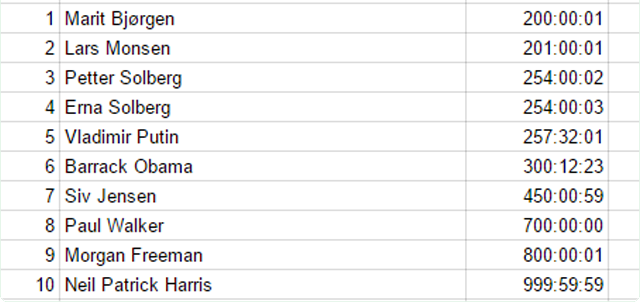 1 Marit Bjørgen 200:00:01
2 Lars Monsen 201:00:01
3 Petter Solberg 254:00:02
4 Erna Solberg 254:00:03
5 Vladimir Putin 257:32:01
6 Barrack Obama 300:12:23
7 Siv Jensen 450:00:59
8 Paul Walker 700:00:00
9 Morgan Freeman 800:00:01
10 Neil Patrick Harris 999:59:59